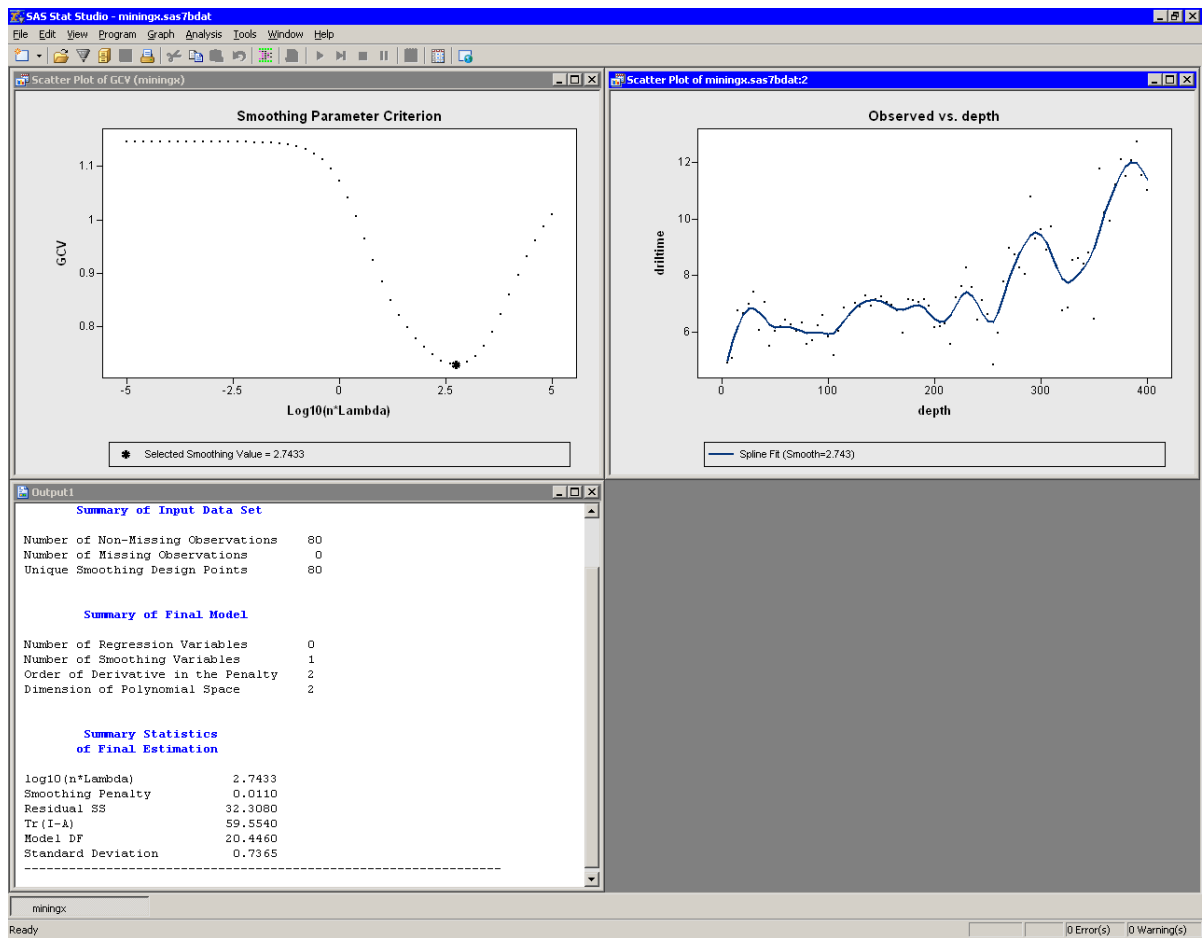 SAS Stat Studio - miningx.sas7bdat
File Edit View Program Graph Analysis Tools Window Help
Scatter Plot of GCV (miningx)
Smoothing Parameter Criterion
GCV
1.1
1
0.9
0.8
-5 -2.5 0 2.5 5
Log10(n*Lambda)
Selected Smoothing Value = 2.7433
Scatter Plot of miningx.sas7bdat:2
Observed vs. depth
driltime
12
10
8
6
0 100 200 300 400
depth
Spline Fit (Smooth=2.743)
Output1
Summary of Input Data Set
Number of Non-Missing Observations 80
Number of Missing Observations 0
Unique Smoothing Design Points 80
Summary of Final Model
Number of Regression Variables 0
Number of Smoothing Variables 1
Order of Derivative in the Penalty 2
Dimension of Polynomial Space 2
Summary Statistics
of Final Estimation
log10(n*Lambda) 2.7433
Smoothing Penalty 0.0110
Residual SS 32.3080
Tr(I-A) 59.5540
Model DF 20.4460
Standard Deviation 0.7365
miningx
Ready
0 Error(s) 0 Warning(s)